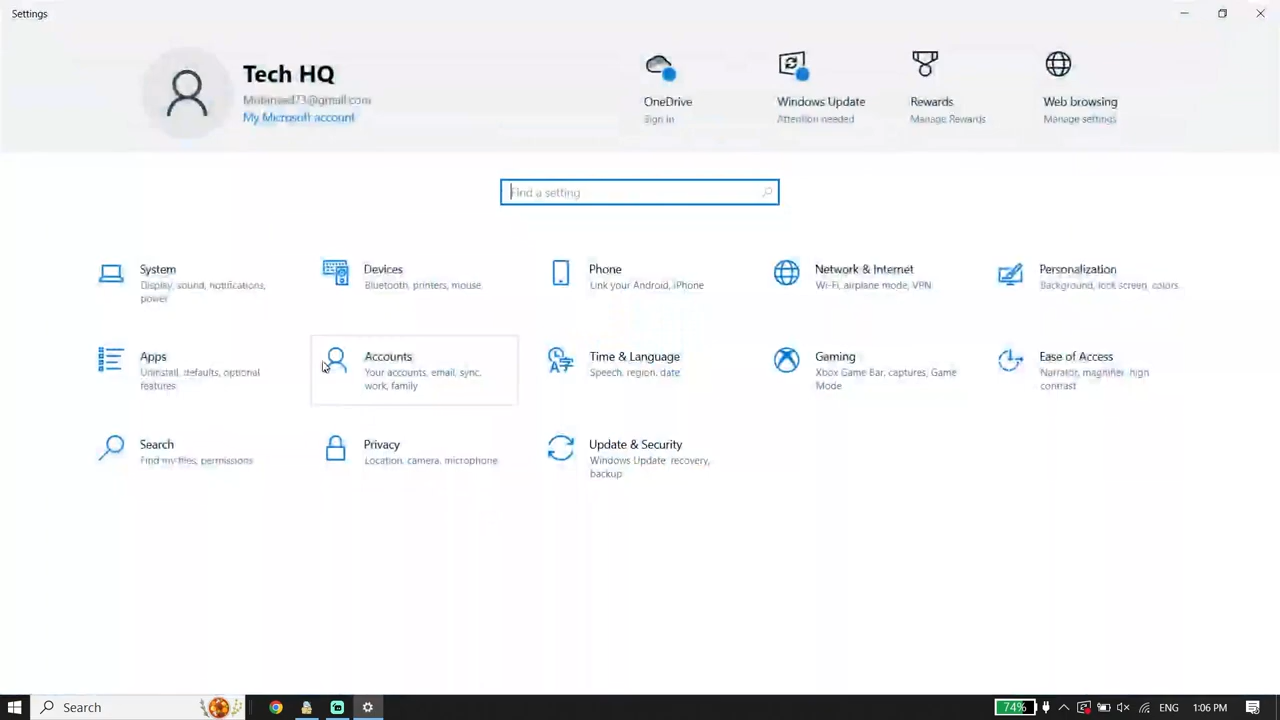 Settings
Tech HQ
My Microsoft account
OneDrive
Sign in
Windows Update
Attention needed
Rewards
Manage Rewards
Web browsing
Manage settings
Find a setting
System
Display, sound, notifications,
power
Devices
Bluetooth, printers, mouse
Phone
Link your Android, iPhone
Network & Internet
Wi-Fi, airplane mode, VPN
Personalization
Background, lock screen, colors
Apps
Uninstall, defaults, optional
features
Accounts
Your accounts, email, sync,
work, family
Time & Language
Speech, region, date
Gaming
Xbox Game Bar, captures, Game
Mode
Ease of Access
Narrator, magnifier, high
contrast
Search
Find my files, permissions
Privacy
Location, camera, microphone
Update & Security
Windows Update, recovery,
backup
Search
74%
ENG
1:06 PM